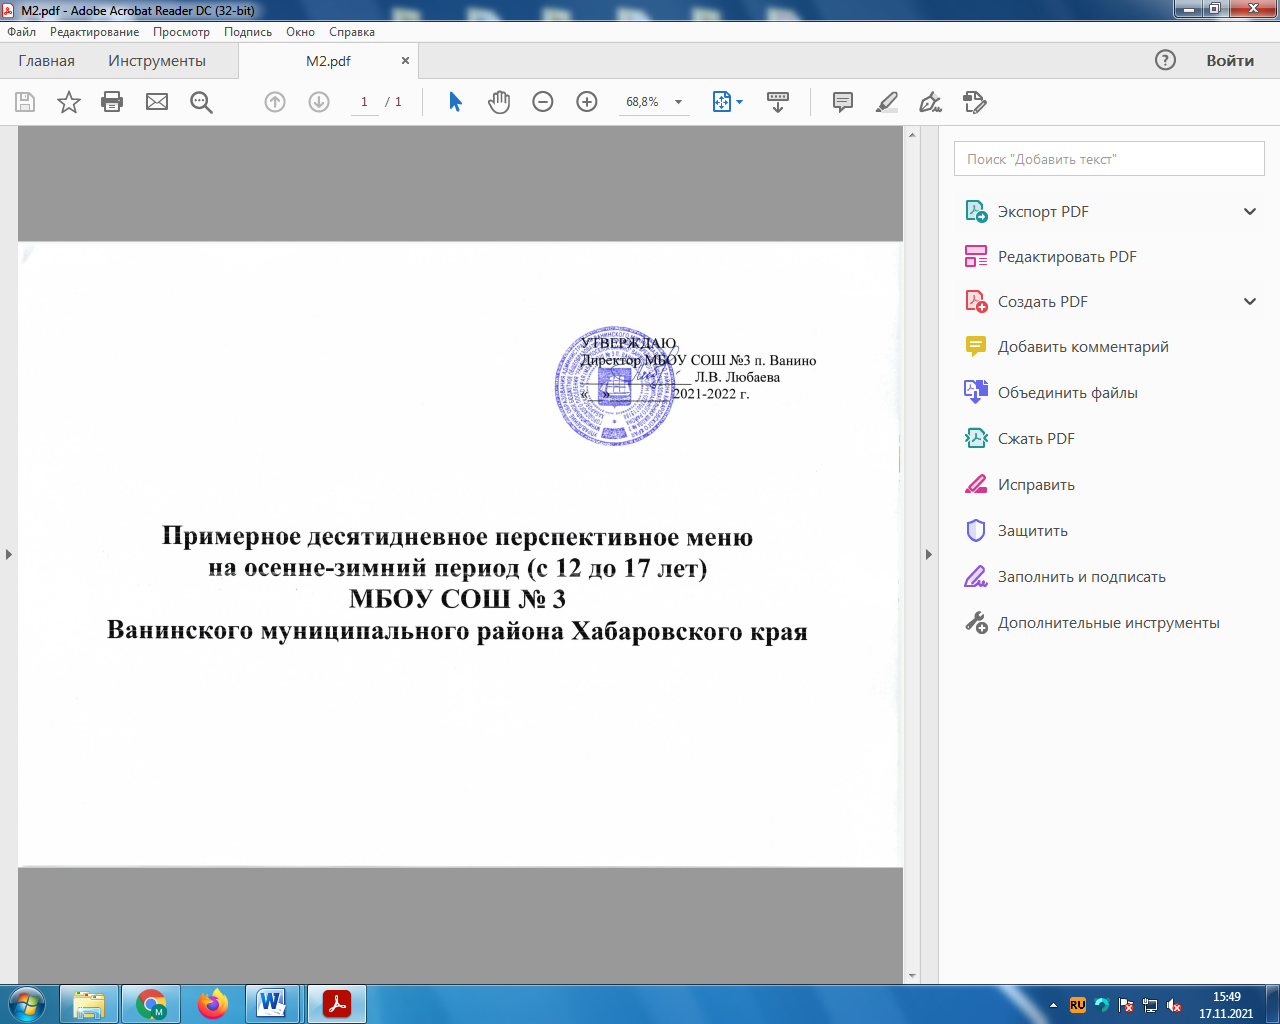 M2.pdf - Adobe Acrobat Reader DC (32-bit)
Файл Редактирование Просмотр Подпись Окно Справка
Главная Инструменты M2.pdf Войти
1 / 1 68,8%
Поиск "Добавить текст"
Экспорт PDF
Редактировать PDF
Создать PDF
Добавить комментарий
Объединить файлы
Сжать PDF
Исправить
Защитить
Заполнить и подписать
Дополнительные инструменты
УТВЕРЖДАЮ
Директор МБОУ СОШ №3 п. Ванино
Л.В. Любаева
« » 2021-2022 г.
Примерное десятидневное перспективное меню
на осенне-зимний период (с 12 до 17 лет)
МБОУ СОШ № 3
Ванинского муниципального района Хабаровского края
RU
15:49
17.11.2021